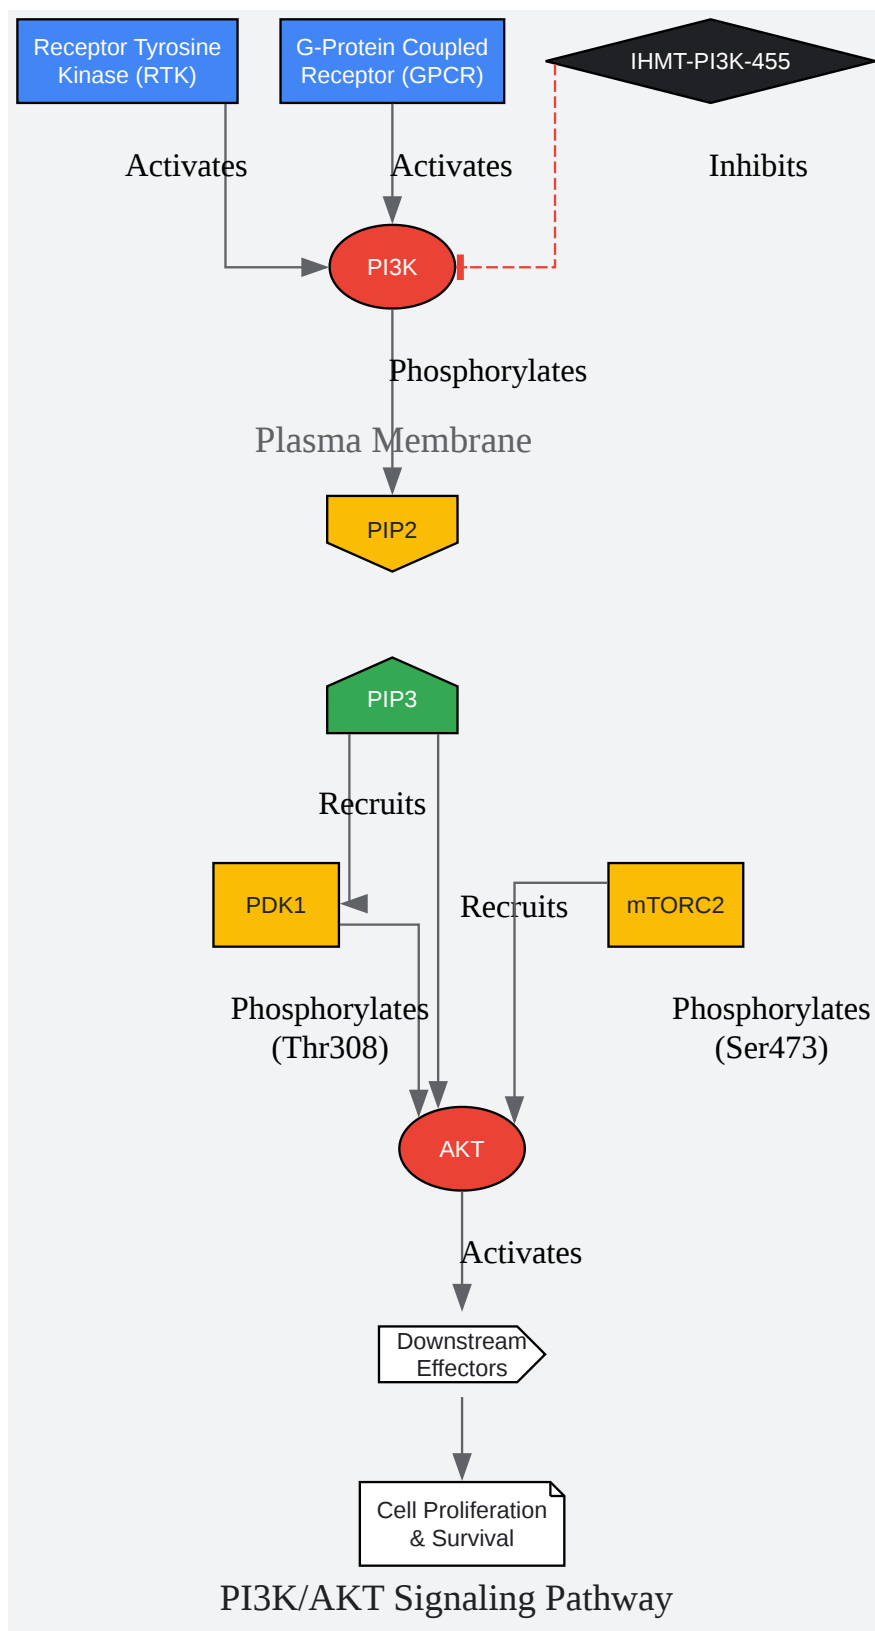 Receptor Tyrosine
Kinase (RTK)
G-Protein Coupled
Receptor (GPCR)
IHMT-PI3K-455
Activates
Activates
Inhibits
PI3K
Phosphorylates
Plasma Membrane
PIP2
PIP3
Recruits
PDK1
Recruits
mTORC2
Phosphorylates
(Thr308)
Phosphorylates
(Ser473)
AKT
Activates
Downstream
Effectors
Cell Proliferation
& Survival
PI3K/AKT Signaling Pathway